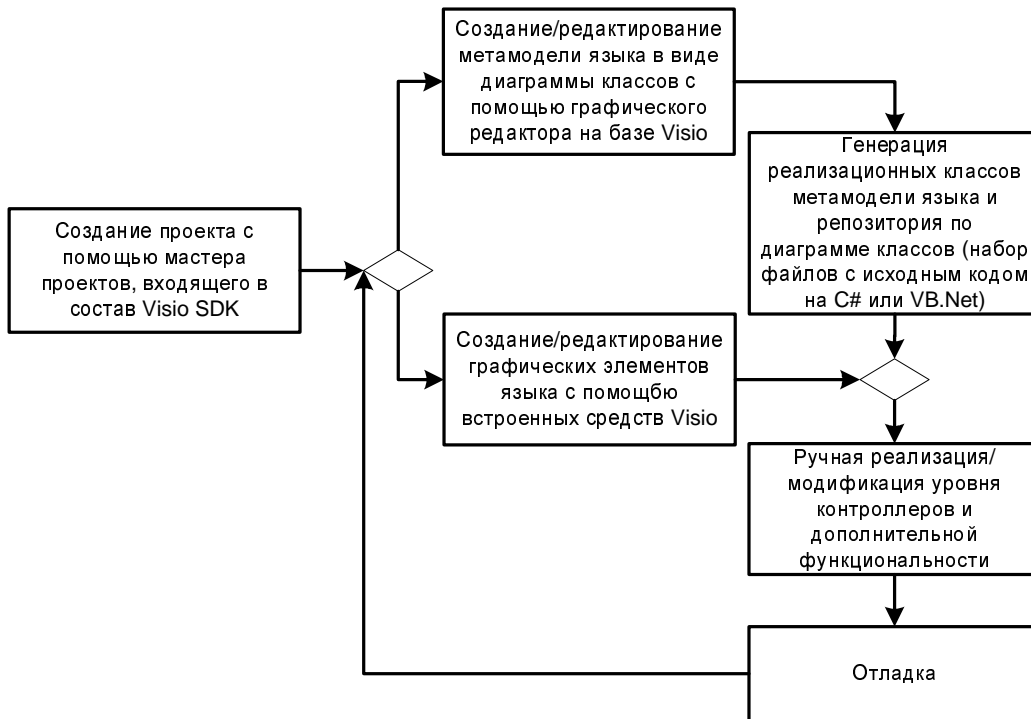 Создание/редактирование
метамодели языка в виде
диаграммы классов с
помощью графического
редактора на базе Visio
Генерация
реализационных классов
метамодели языка и
репозитория по
диаграмме классов (набор
файлов с исходным кодом
на C# или VB.Net)
Создание проекта с
помощью мастера
проектов, входящего в
состав Visio SDK
Создание/редактирование
графических элементов
языка с помощбю
встроенных средств Visio
Ручная реализация/
модификация уровня
контроллеров и
дополнительной
функциональности
Отладка